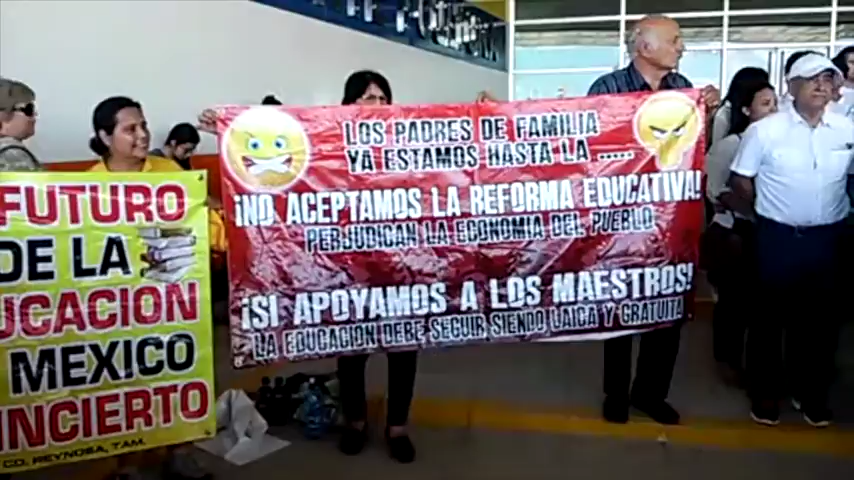 LOS PADRES DE FAMILIA
YA ESTAMOS HASTA LA .....
¡NO ACEPTAMOS LA REFORMA EDUCATIVA!
PERJUDICAN LA ECONOMIA DEL PUEBLO
¡SI APOYAMOS A LOS MAESTROS!
LA EDUCACION DEBE SEGUIR SIENDO LAICA Y GRATUITA
FUTURO
DE LA
UCACION
MEXICO
INCIERTO
CD. REYNOSA, TAM.